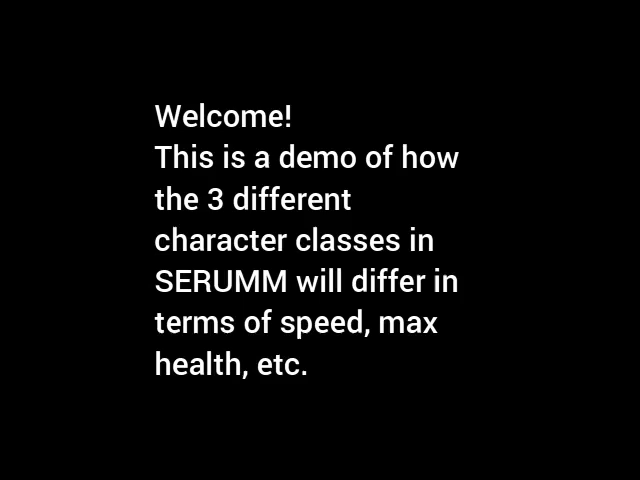 Welcome!
This is a demo of how
the 3 different
character classes in
SERUMM will differ in
terms of speed, max
health, etc.